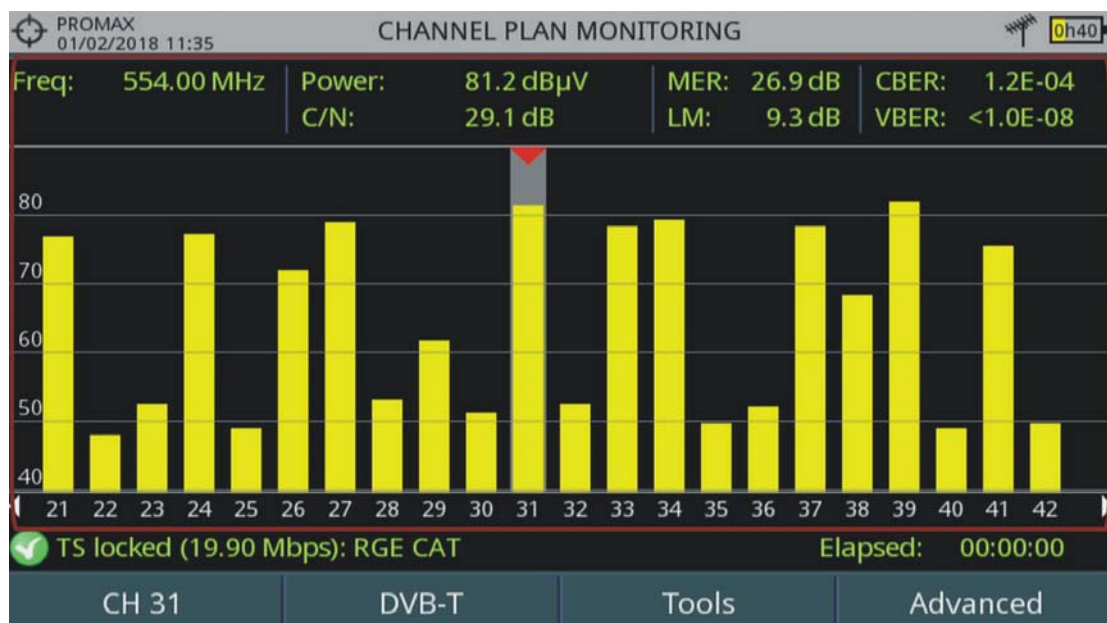 PROMAX
01/02/2018 11:35
CHANNEL PLAN MONITORING
0h40
Freq: 554.00 MHz Power: 81.2 dBµV MER: 26.9 dB CBER: 1.2E-04
C/N: 29.1 dB LM: 9.3 dB VBER: <1.0E-08
80
70
60
50
40
21 22 23 24 25 26 27 28 29 30 31 32 33 34 35 36 37 38 39 40 41 42
TS locked (19.90 Mbps): RGE CAT Elapsed: 00:00:00
CH 31 DVB-T Tools Advanced